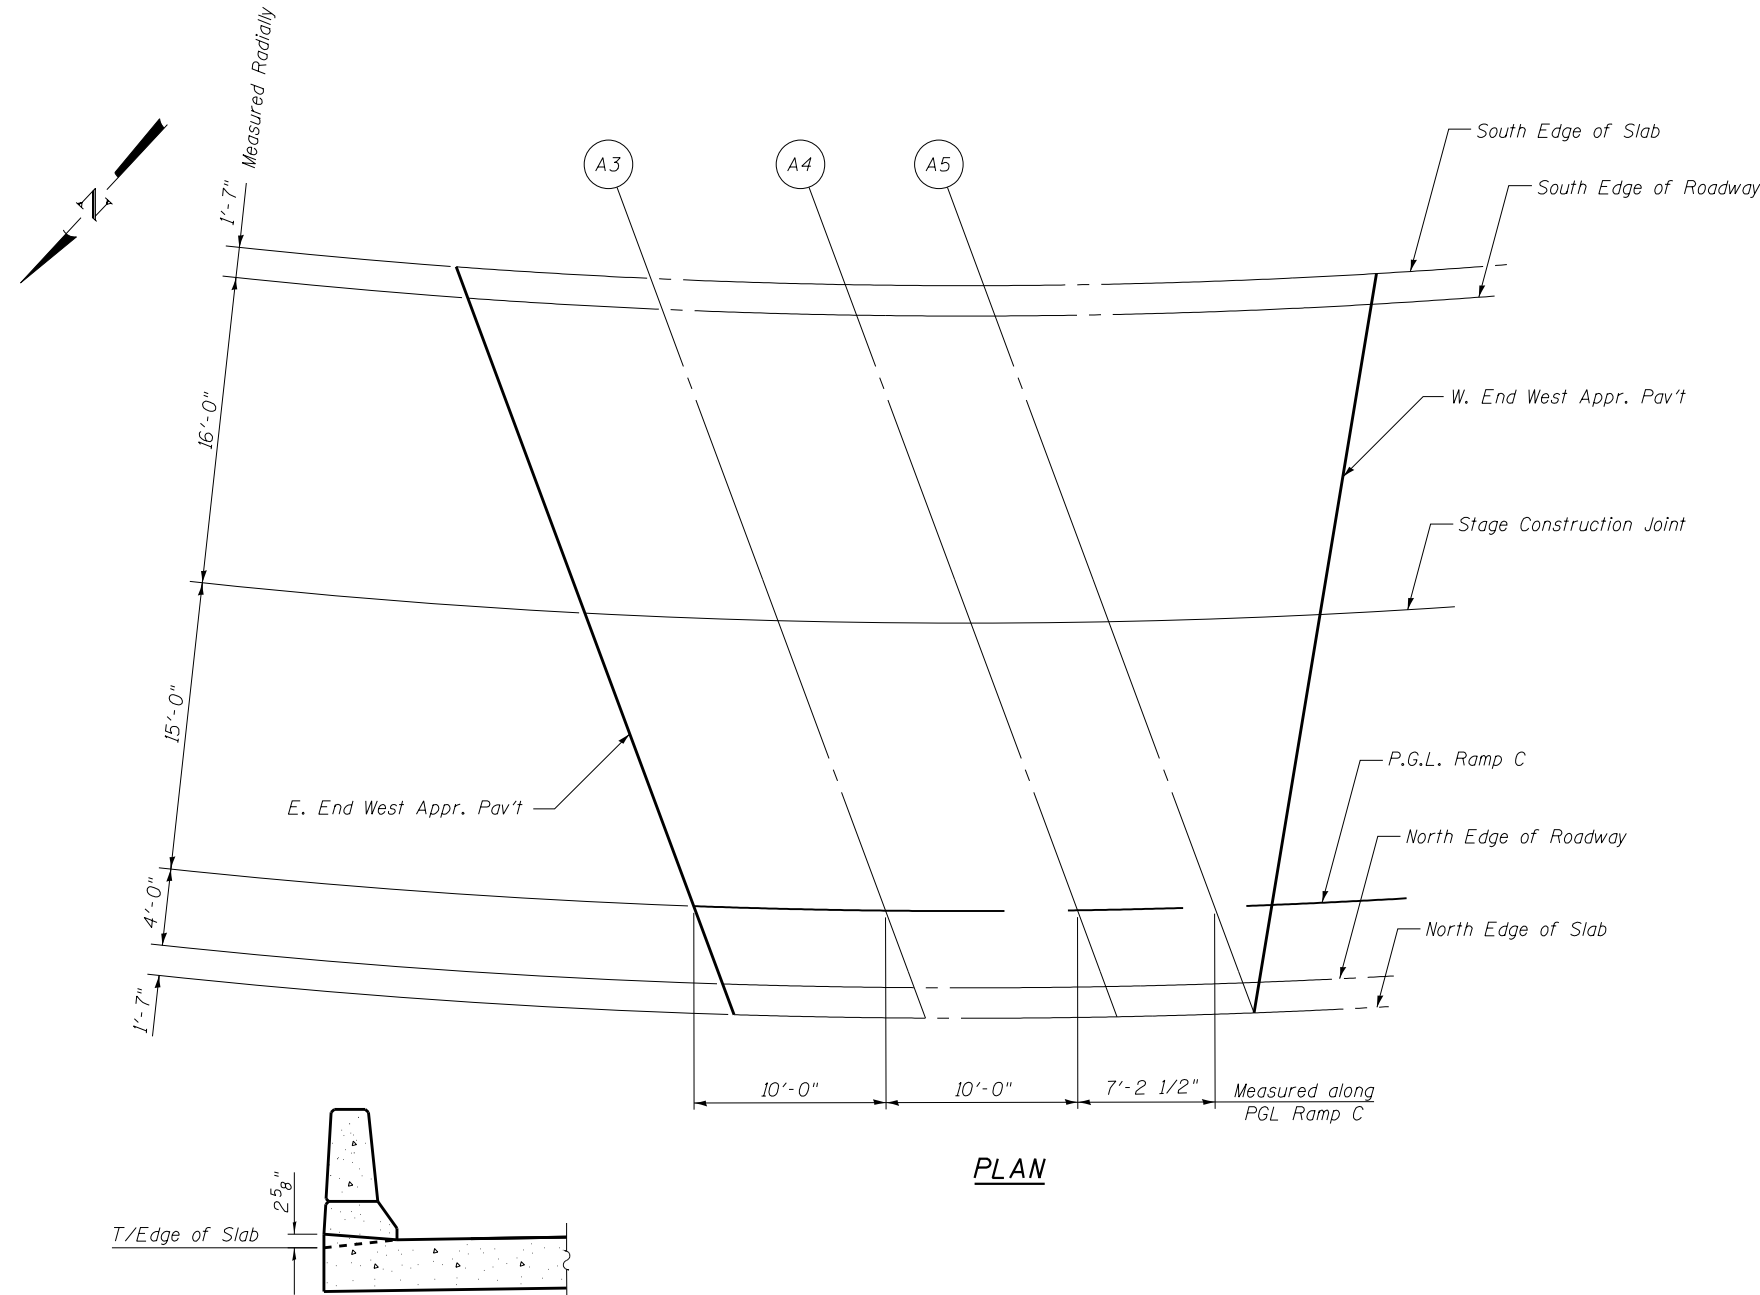 Measured Radially
1'-7"
N
A3
A4
A5
South Edge of Slab
South Edge of Roadway
16'-0"
W. End West Appr. Pav't
Stage Construction Joint
15'-0"
P.G.L. Ramp C
E. End West Appr. Pav't
North Edge of Roadway
4'-0"
North Edge of Slab
1'-7"
10'-0"
10'-0"
7'-2 1/2"
Measured along
PGL Ramp C
PLAN
2 5/8"
T/Edge of Slab